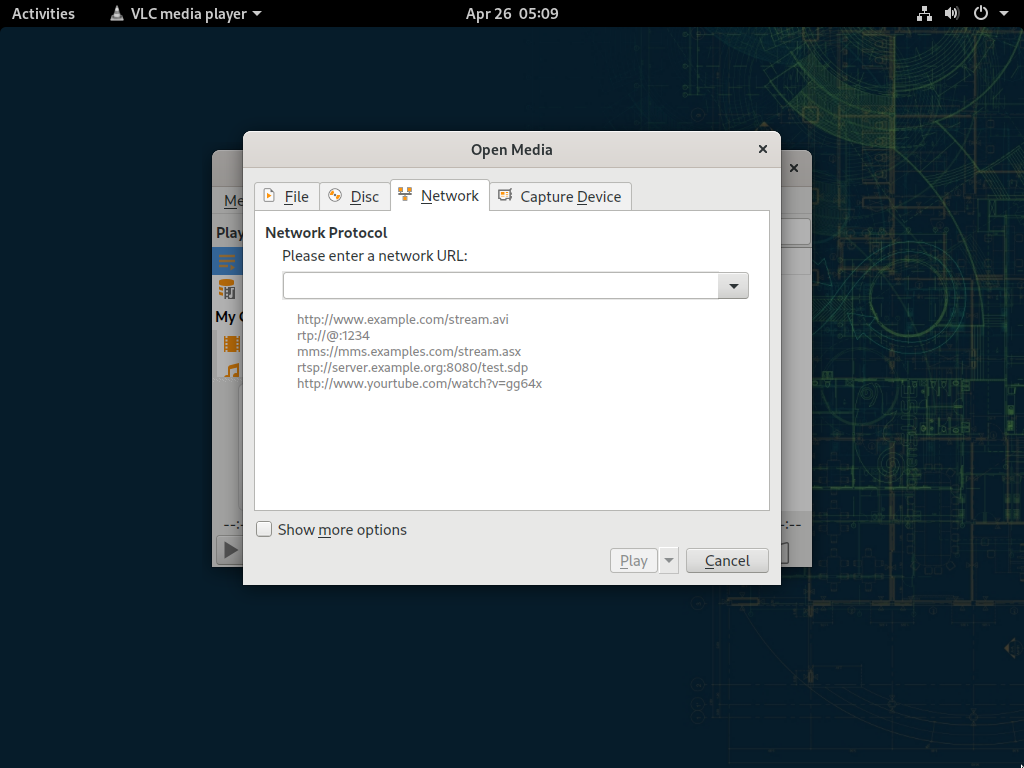 Activities VLC media player Apr 26 05:09
Open Media
File Disc Network Capture Device
Network Protocol
Please enter a network URL:
http://www.example.com/stream.avi
rtp://@:1234
mms://mms.examples.com/stream.asx
rtsp://server.example.org:8080/test.sdp
http://www.yourtube.com/watch?v=gg64x
Show more options
Play Cancel
Me
Play
My C
--:
:--